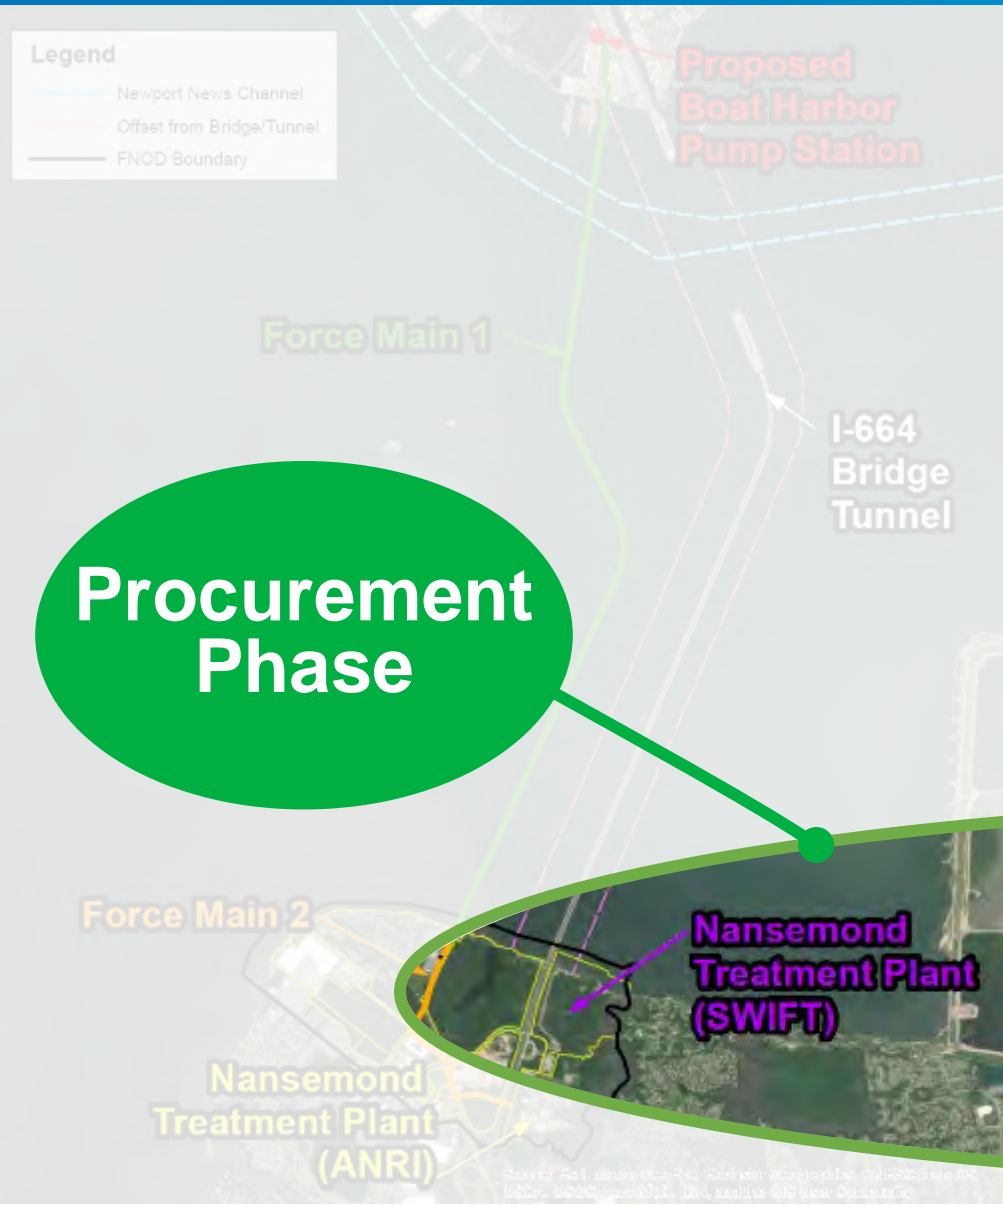 Legend
Newport News Channel
Offset from Bridge/Tunnel
FNOD Boundary
Proposed
Boat Harbor
Pump Station
Force Main 1
I-664
Bridge
Tunnel
Procurement
Phase
Force Main 2
Nansemond
Treatment Plant
(SWIFT)
Nansemond
Treatment Plant
(ANRI)